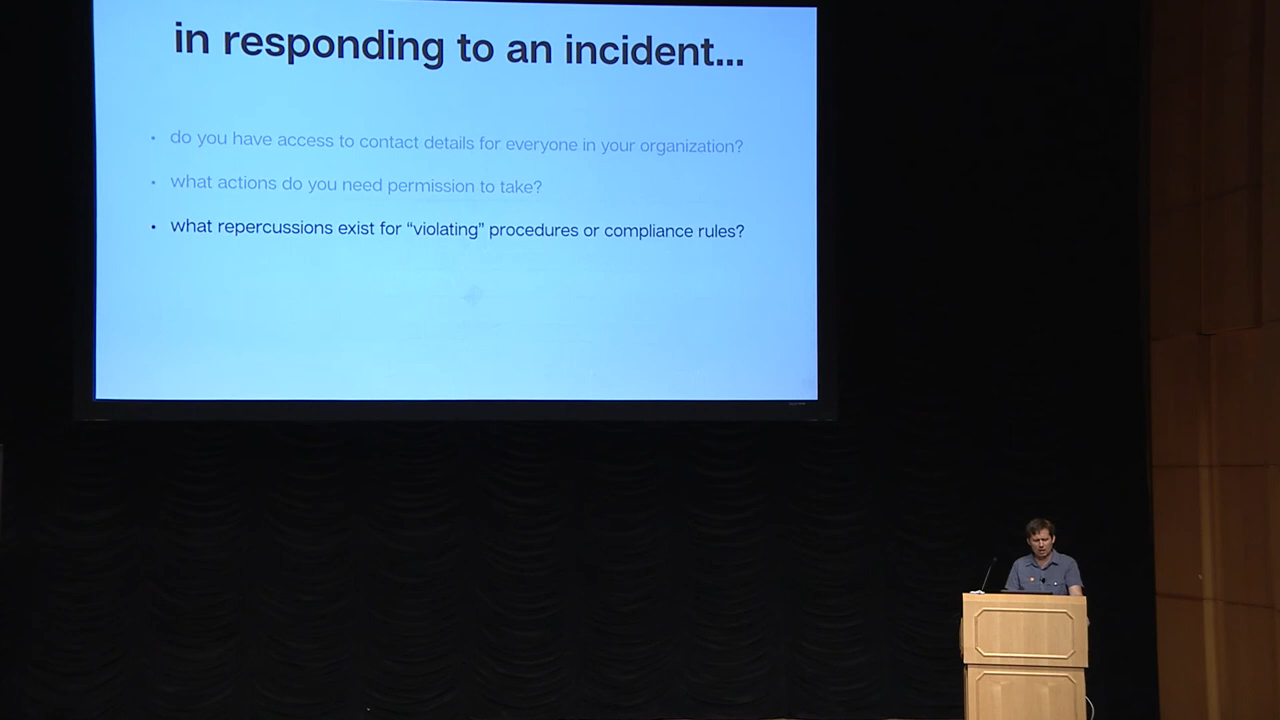 in responding to an incident...
• do you have access to contact details for everyone in your organization?
• what actions do you need permission to take?
• what repercussions exist for “violating” procedures or compliance rules?